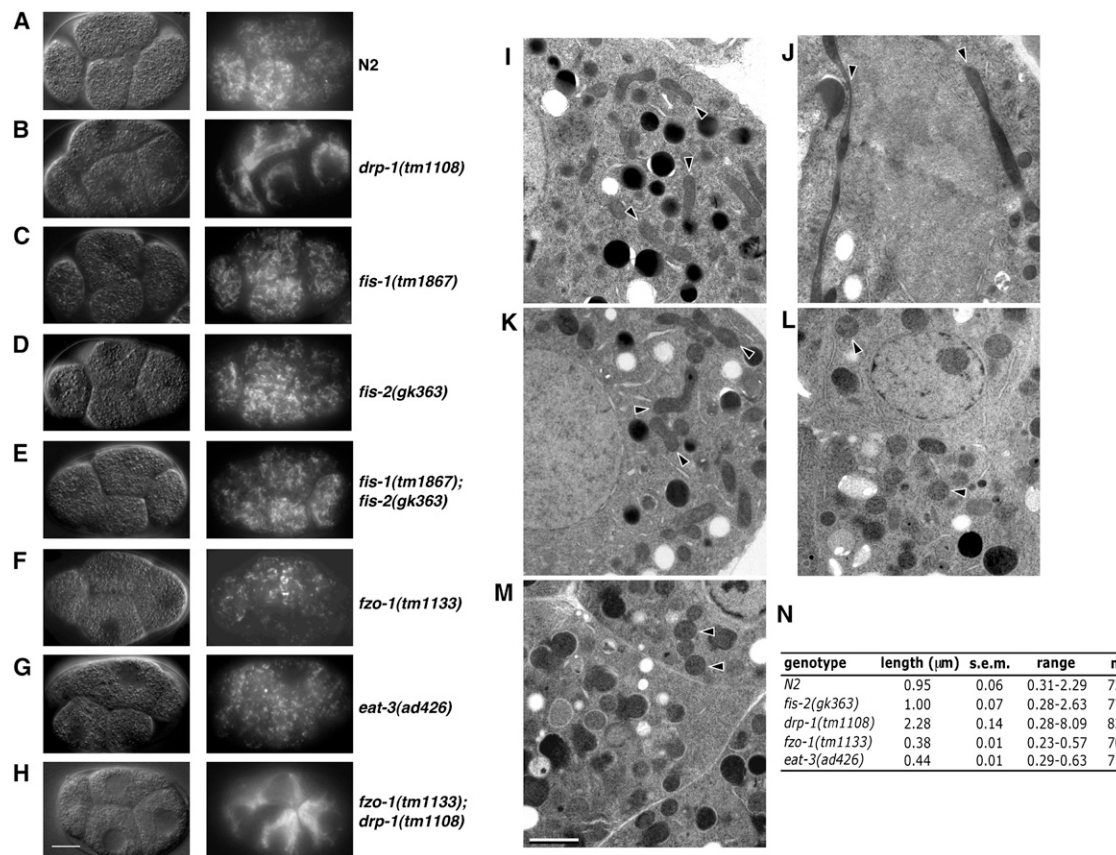 A
N2
B
drp-1(tm1108)
C
fis-1(tm1867)
D
fis-2(gk363)
E
fis-1(tm1867);
fis-2(gk363)
F
fzo-1(tm1133)
G
eat-3(ad426)
H
fzo-1(tm1133);
drp-1(tm1108)
I
J
K
L
M
N
genotype length (μm) s.e.m. range
N2 0.95 0.06 0.31-2.29
fis-2(gk363) 1.00 0.07 0.28-2.63
drp-1(tm1108) 2.28 0.14 0.28-8.09
fzo-1(tm1133) 0.38 0.01 0.23-0.57
eat-3(ad426) 0.44 0.01 0.29-0.63